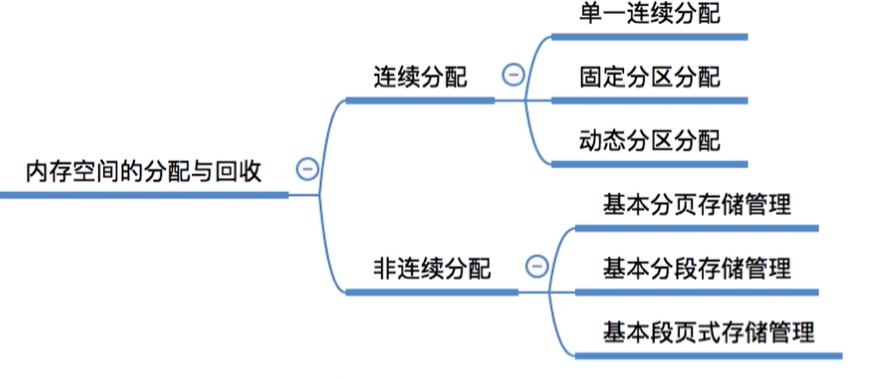 内存空间的分配与回收
连续分配
单一连续分配
固定分区分配
动态分区分配
非连续分配
基本分页存储管理
基本分段存储管理
基本段页式存储管理